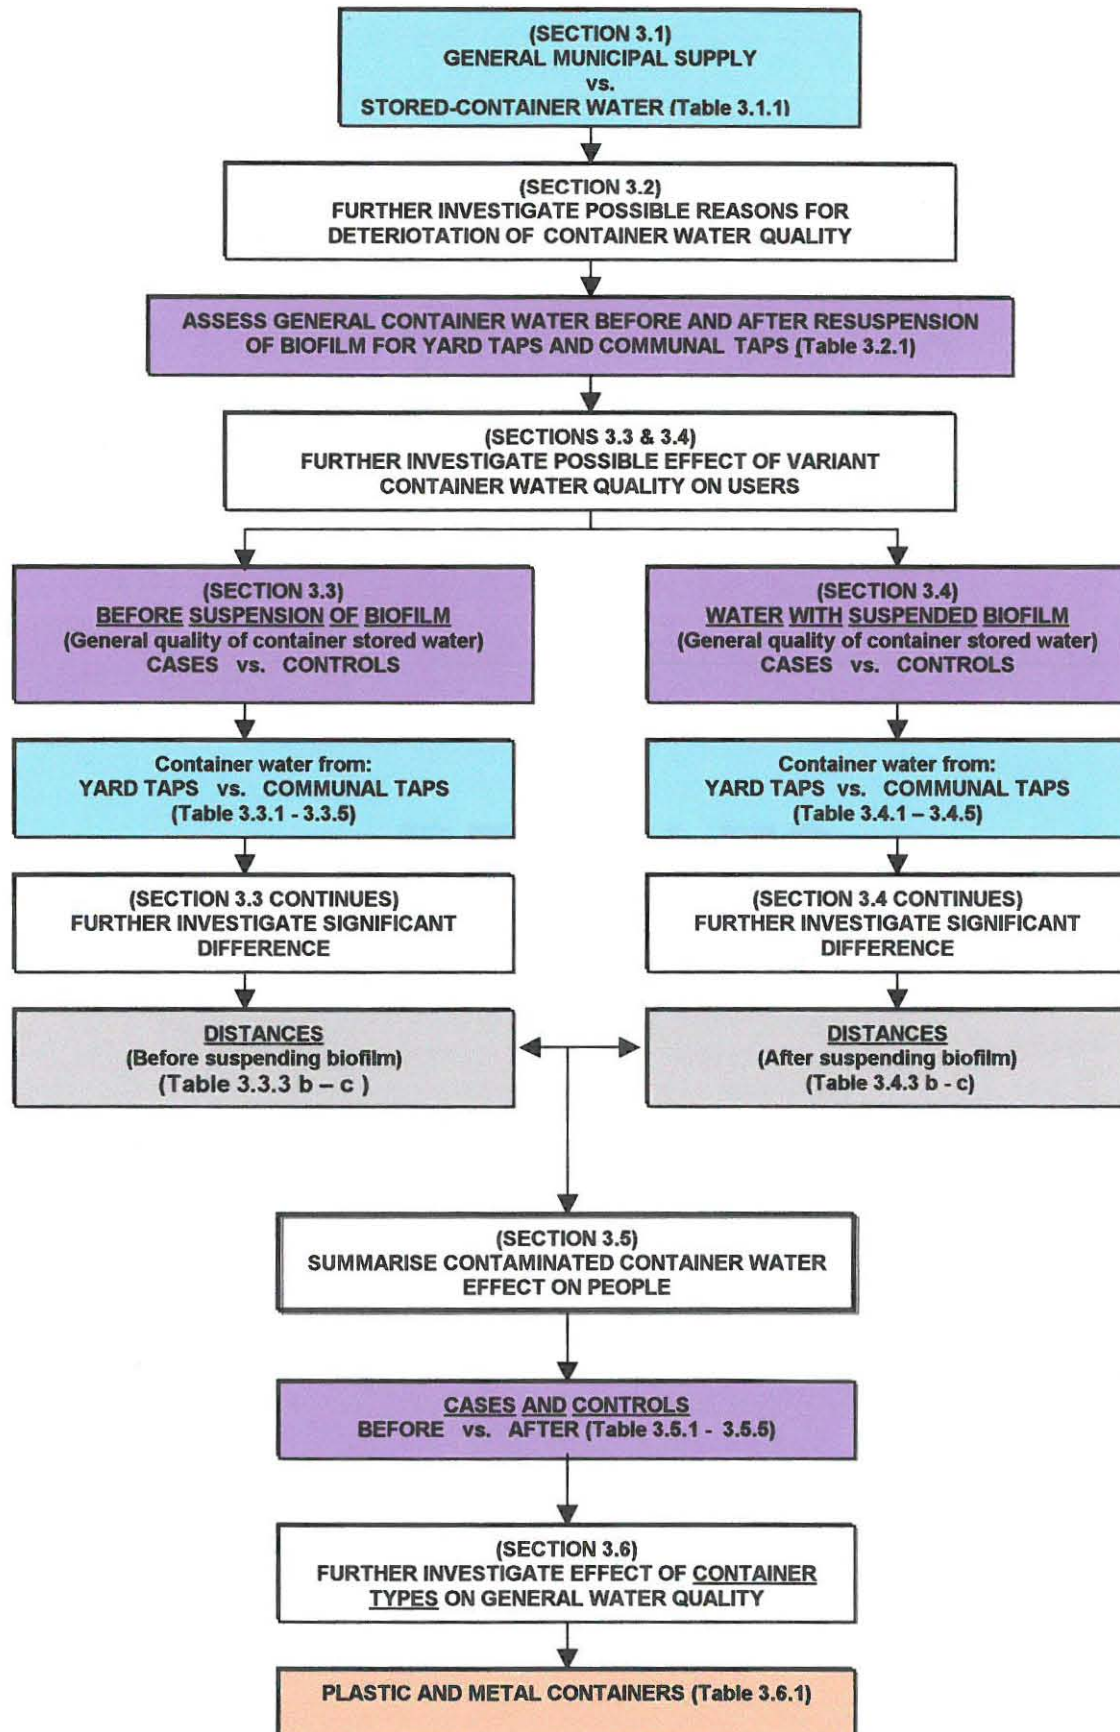 (SECTION 3.1)
GENERAL MUNICIPAL SUPPLY
vs.
STORED-CONTAINER WATER (Table 3.1.1)
(SECTION 3.2)
FURTHER INVESTIGATE POSSIBLE REASONS FOR
DETERIOTATION OF CONTAINER WATER QUALITY
ASSESS GENERAL CONTAINER WATER BEFORE AND AFTER RESUSPENSION
OF BIOFILM FOR YARD TAPS AND COMMUNAL TAPS (Table 3.2.1)
(SECTIONS 3.3 & 3.4)
FURTHER INVESTIGATE POSSIBLE EFFECT OF VARIANT
CONTAINER WATER QUALITY ON USERS
(SECTION 3.3)
BEFORE SUSPENSION OF BIOFILM
(General quality of container stored water)
CASES vs. CONTROLS
(SECTION 3.4)
WATER WITH SUSPENDED BIOFILM
(General quality of container stored water)
CASES vs. CONTROLS
Container water from:
YARD TAPS vs. COMMUNAL TAPS
(Table 3.3.1 - 3.3.5)
Container water from:
YARD TAPS vs. COMMUNAL TAPS
(Table 3.4.1 – 3.4.5)
(SECTION 3.3 CONTINUES)
FURTHER INVESTIGATE SIGNIFICANT
DIFFERENCE
(SECTION 3.4 CONTINUES)
FURTHER INVESTIGATE SIGNIFICANT
DIFFERENCE
DISTANCES
(Before suspending biofilm)
(Table 3.3.3 b – c )
DISTANCES
(After suspending biofilm)
(Table 3.4.3 b - c)
(SECTION 3.5)
SUMMARISE CONTAMINATED CONTAINER WATER
EFFECT ON PEOPLE
CASES AND CONTROLS
BEFORE vs. AFTER (Table 3.5.1 - 3.5.5)
(SECTION 3.6)
FURTHER INVESTIGATE EFFECT OF CONTAINER
TYPES ON GENERAL WATER QUALITY
PLASTIC AND METAL CONTAINERS (Table 3.6.1)